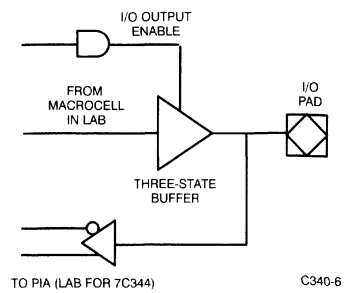 I/O OUTPUT
ENABLE
FROM
MACROCELL
IN LAB
I/O
PAD
THREE-STATE
BUFFER
TO PIA (LAB FOR 7C344)
C340-6